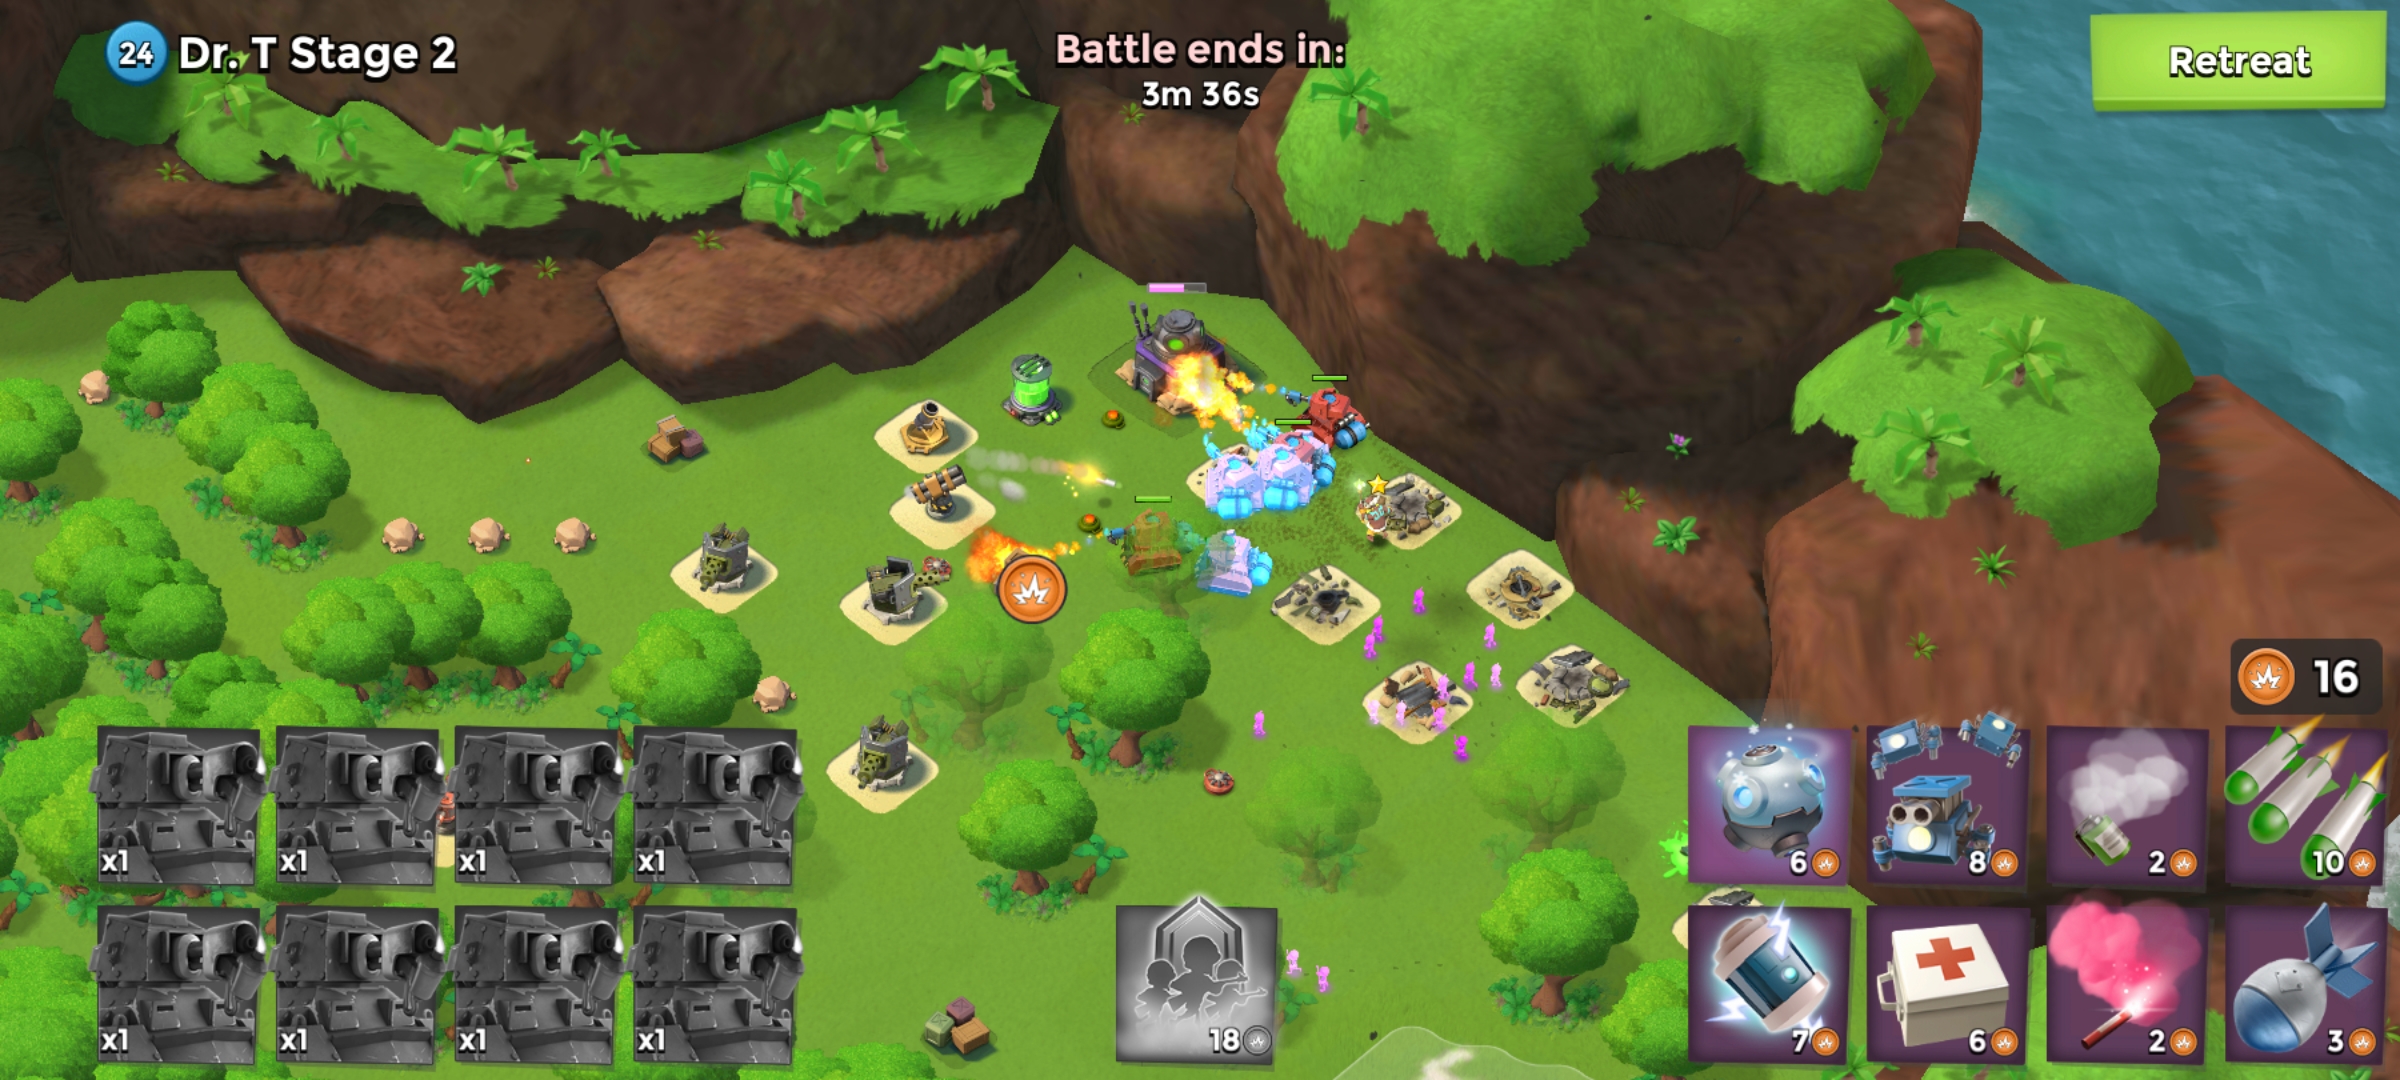 24 Dr. T Stage 2
Battle ends in:
3m 36s
Retreat
16
x1 x1 x1 x1
6 8 2 10
x1 x1 x1 x1
18
7 6 2 3